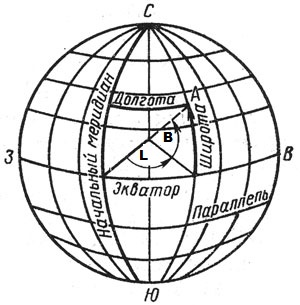 С
Долгота
А
Начальный меридиан
Широта
В
З
L
В
Экватор
Параллель
Ю